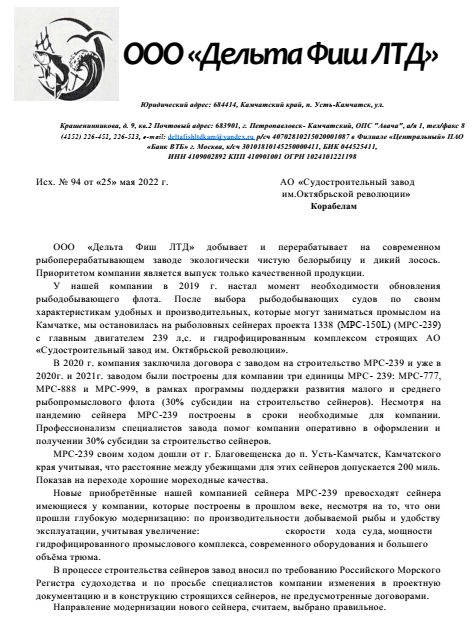 ООО «Дельта Фиш ЛТД»
Юридический адрес: 684414, Камчатский край, п. Усть-Камчатск, ул.
Крашенинникова, д. 9, кв.2 Почтовый адрес: 683901, г. Петропавловск- Камчатский, ОПС "Авача", а/я 1, тел/факс 8
(4152) 226-452, 226-513, e-mail: deltafishltdkam@yandex.ru р/сч 40702810215020001087 в Филиале «Центральный» ПАО
«Банк ВТБ» г. Москва, к/сч 30101810145250000411, БИК 044525411,
ИНН 4109002892 КПП 410901001 ОГРН 1024101221198
Исх. № 94 от «25» мая 2022 г.
АО «Судостроительный завод
им.Октябрьской революции»
Корабелам
ООО «Дельта Фиш ЛТД» добывает и перерабатывает на современном
рыбоперерабатывающем заводе экологически чистую белорыбицу и дикий лосось.
Приоритетом компании является выпуск только качественной продукции.
У нашей компании в 2019 г. настал момент необходимости обновления
рыбодобывающего флота. После выбора рыбодобывающих судов по своим
характеристикам удобных и производительных, которые могут заниматься промыслом на
Камчатке, мы остановилась на рыболовных сейнерах проекта 1338 (МРС-150L) (МРС-239)
с главным двигателем 239 л,с. и гидрофицированным комплексом строящих АО
«Судостроительный завод им. Октябрьской революции».
В 2020 г. компания заключила договора с заводом на строительство МРС-239 и уже в
2020г. и 2021г. заводом были построены для компании три единицы МРС- 239: МРС-777,
МРС-888 и МРС-999, в рамках программы поддержки развития малого и среднего
рыбопромыслового флота (30% субсидии на строительство сейнеров). Несмотря на
пандемию сейнера МРС-239 построены в сроки необходимые для компании.
Профессионализм специалистов завода помог компании оперативно в оформлении и
получении 30% субсидии за строительство сейнеров.
МРС-239 своим ходом дошли от г. Благовещенска до п. Усть-Камчатск, Камчатского
края учитывая, что расстояние между убежищами для этих сейнеров допускается 200 миль.
Показав на переходе хорошие мореходные качества.
Новые приобретённые нашей компанией сейнера МРС-239 превосходят сейнера
имеющиеся у компании, которые построены в прошлом веке, несмотря на то, что они
прошли глубокую модернизацию: по производительности добываемой рыбы и удобству
эксплуатации, учитывая увеличение: скорости хода суда, мощности
гидрофицированного промыслового комплекса, современного оборудования и большего
объёма трюма.
В процессе строительства сейнеров завод вносил по требованию Российского Морского
Регистра судоходства и по просьбе специалистов компании изменения в проектную
документацию и в конструкцию строящихся сейнеров, не предусмотренные договорами.
Направление модернизации нового сейнера, считаем, выбрано правильное.